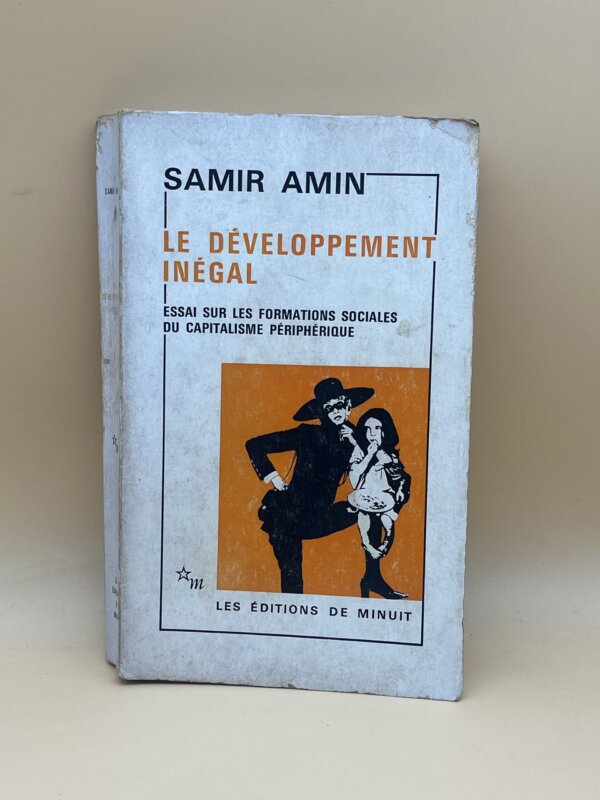 SAMIR AMIN
LE DÉVELOPPEMENT
INÉGAL
ESSAI SUR LES FORMATIONS SOCIALES
DU CAPITALISME PÉRIPHÉRIQUE
m
LES ÉDITIONS DE MINUIT